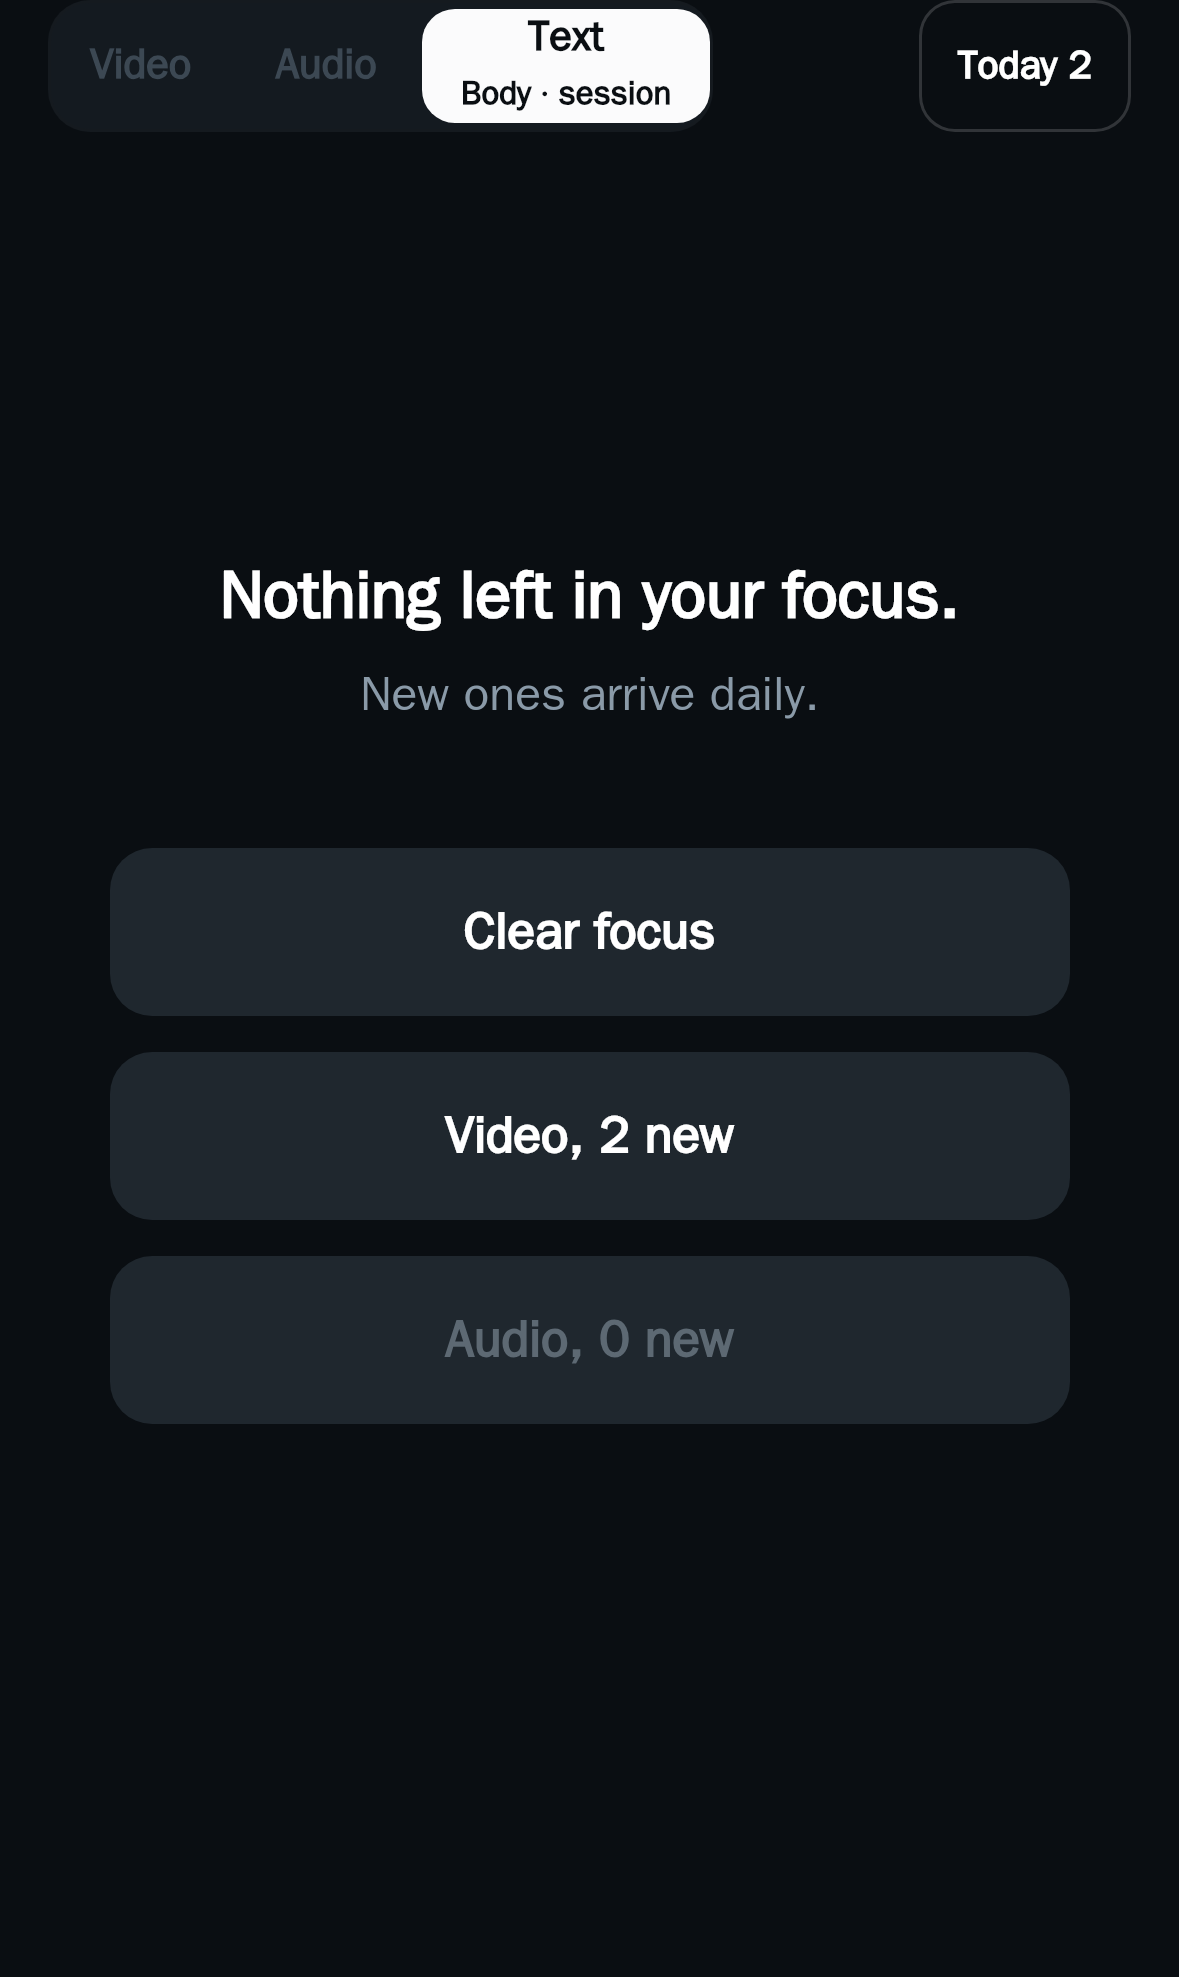 Video
Audio
Text
Body · session
Today 2
Nothing left in your focus.
New ones arrive daily.
Clear focus
Video, 2 new
Audio, 0 new